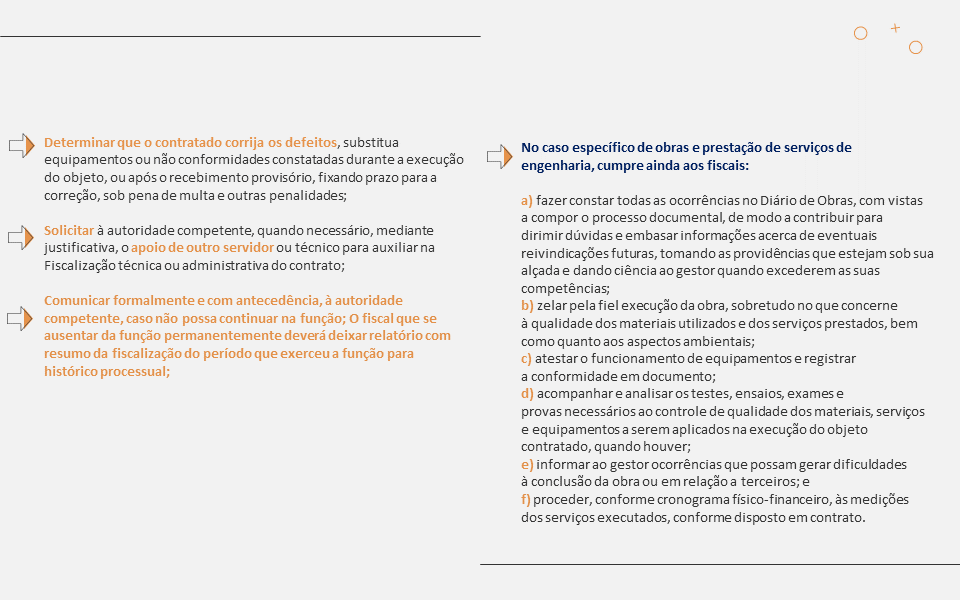 Determinar que o contratado corrija os defeitos, substitua
equipamentos ou não conformidades constatadas durante a execução
do objeto, ou após o recebimento provisório, fixando prazo para a
correção, sob pena de multa e outras penalidades;
Solicitar à autoridade competente, quando necessário, mediante
justificativa, o apoio de outro servidor ou técnico para auxiliar na
Fiscalização técnica ou administrativa do contrato;
Comunicar formalmente e com antecedência, à autoridade
competente, caso não possa continuar na função; O fiscal que se
ausentar da função permanentemente deverá deixar relatório com
resumo da fiscalização do período que exerceu a função para
histórico processual;
No caso específico de obras e prestação de serviços de
engenharia, cumpre ainda aos fiscais:
a) fazer constar todas as ocorrências no Diário de Obras, com vistas
a compor o processo documental, de modo a contribuir para
dirimir dúvidas e embasar informações acerca de eventuais
reivindicações futuras, tomando as providências que estejam sob sua
alçada e dando ciência ao gestor quando excederem as suas
competências;
b) zelar pela fiel execução da obra, sobretudo no que concerne
à qualidade dos materiais utilizados e dos serviços prestados, bem
como quanto aos aspectos ambientais;
c) atestar o funcionamento de equipamentos e registrar
a conformidade em documento;
d) acompanhar e analisar os testes, ensaios, exames e
provas necessários ao controle de qualidade dos materiais, serviços
e equipamentos a serem aplicados na execução do objeto
contratado, quando houver;
e) informar ao gestor ocorrências que possam gerar dificuldades
à conclusão da obra ou em relação a terceiros; e
f) proceder, conforme cronograma físico-financeiro, às medições
dos serviços executados, conforme disposto em contrato.